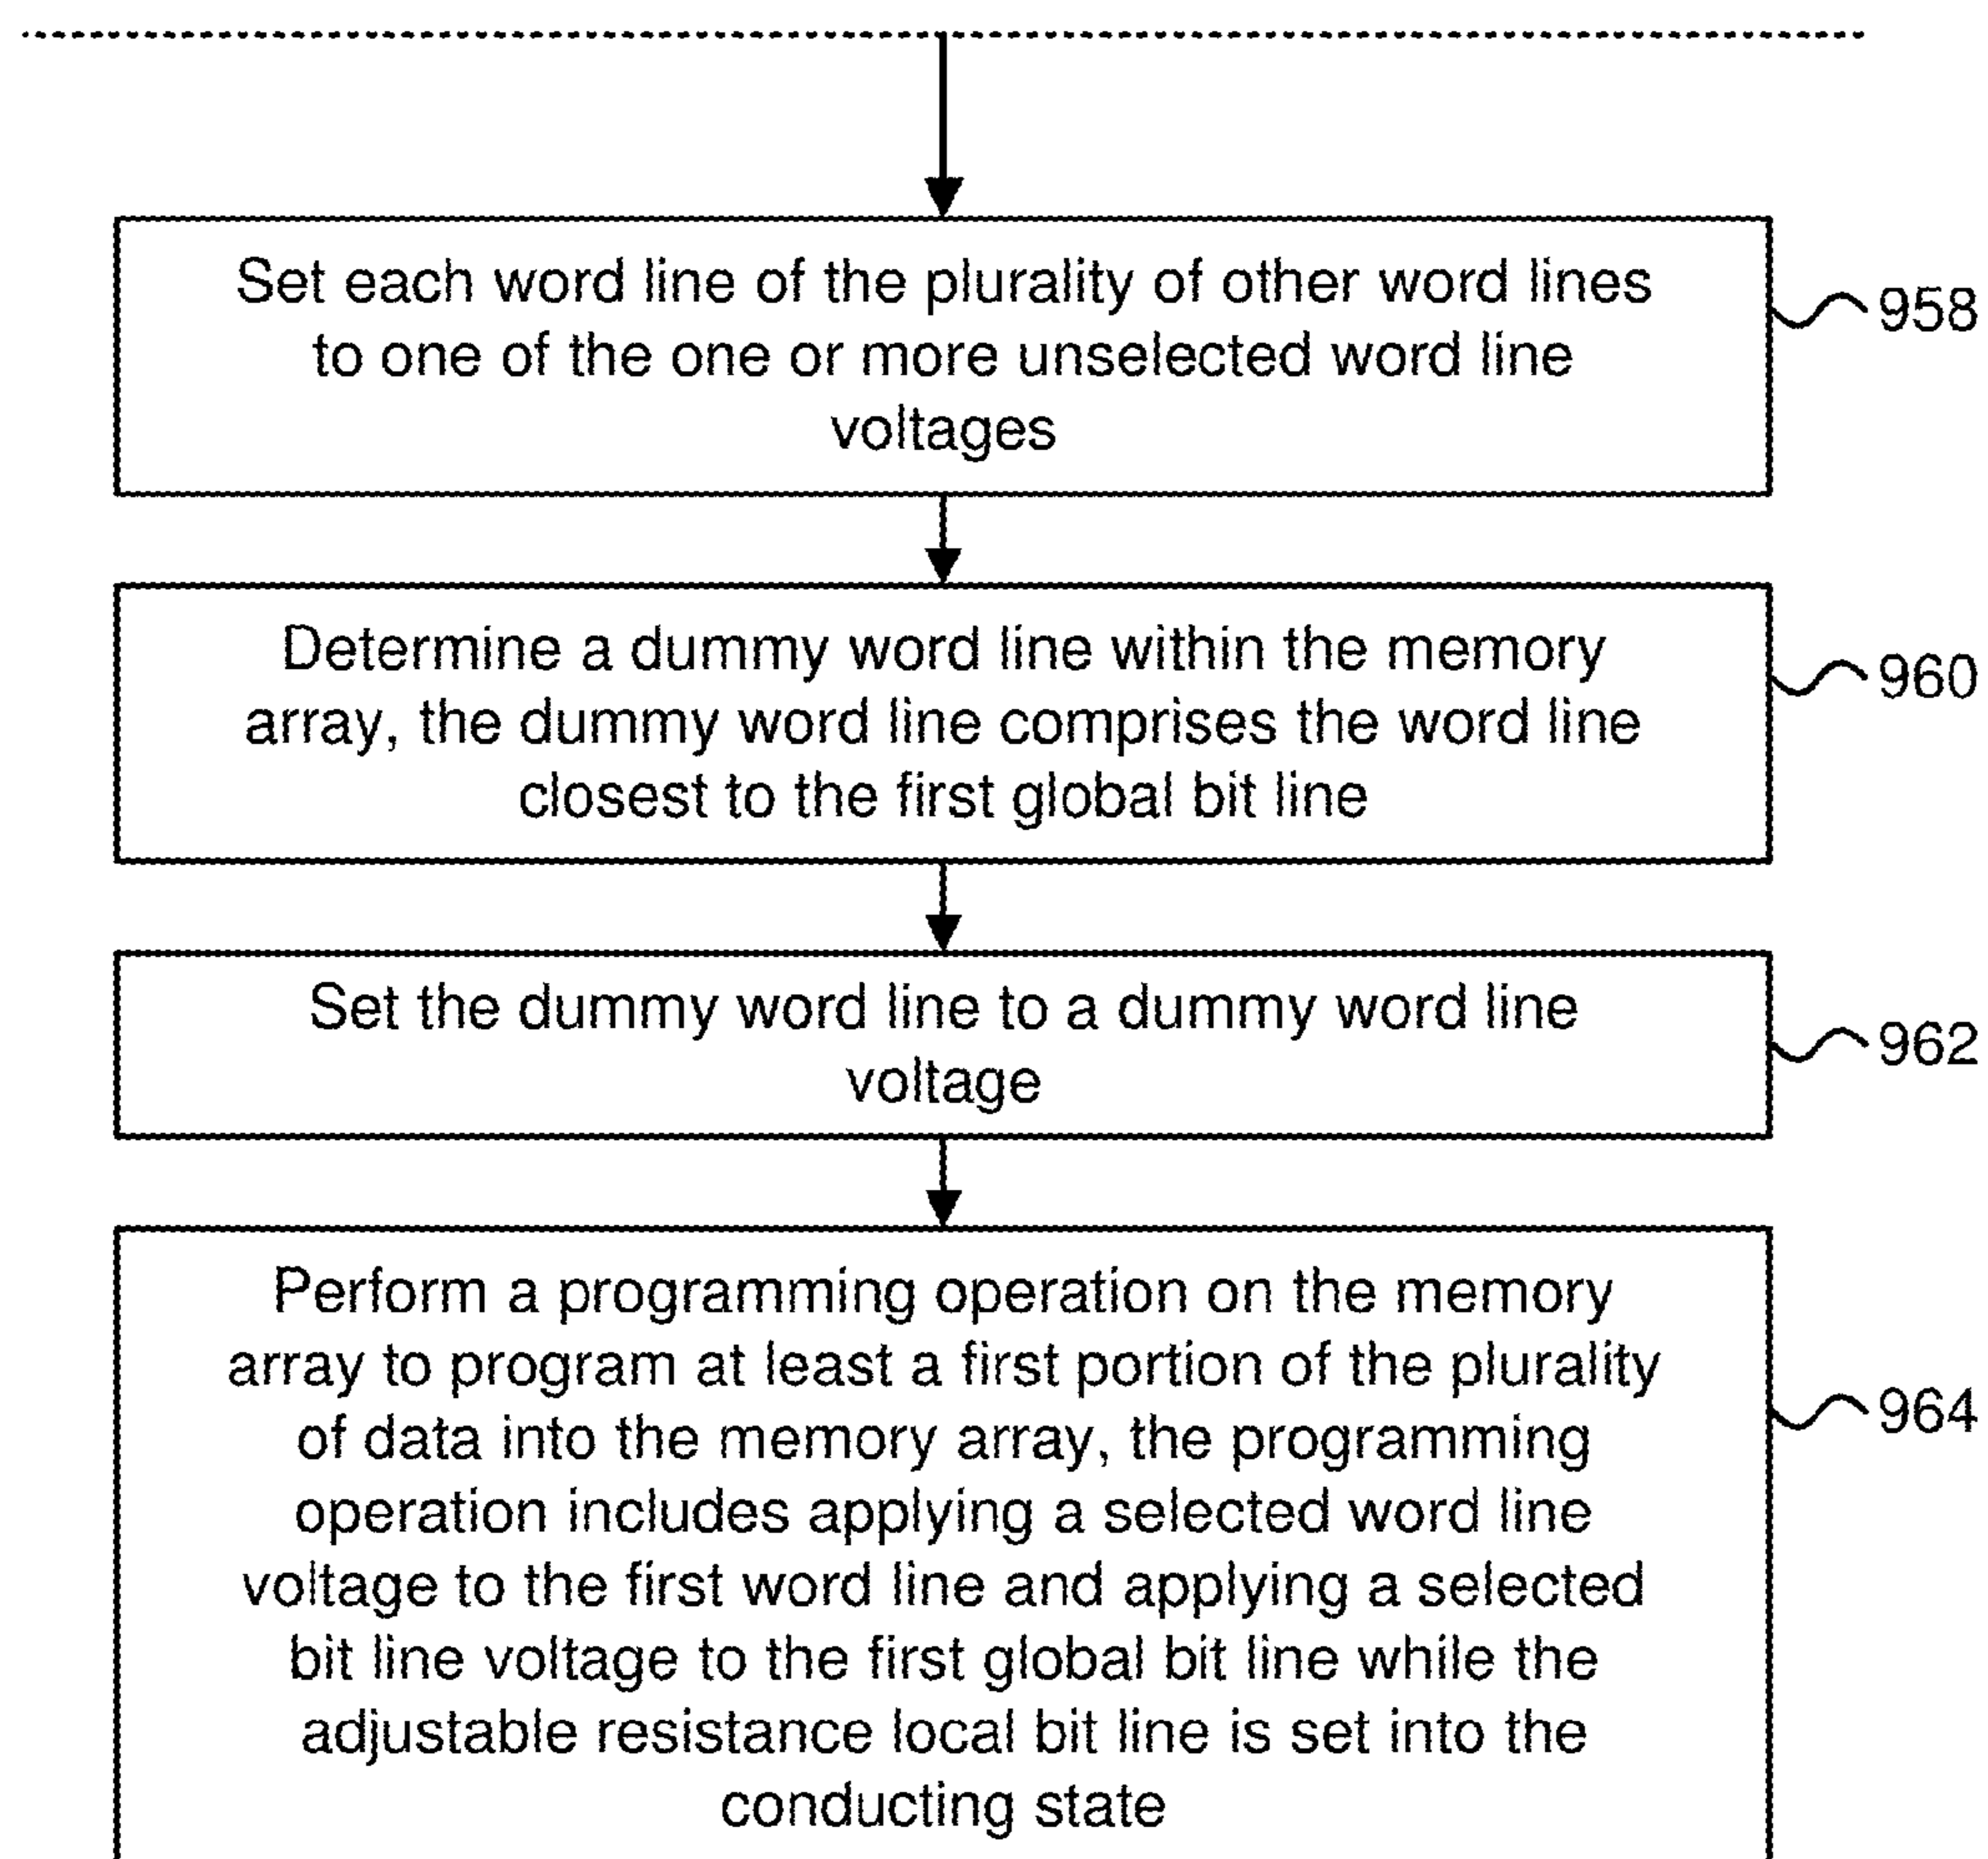 Set each word line of the plurality of other word lines
to one of the one or more unselected word line
voltages
958
Determine a dummy word line within the memory
array, the dummy word line comprises the word line
closest to the first global bit line
960
Set the dummy word line to a dummy word line
voltage
962
Perform a programming operation on the memory
array to program at least a first portion of the plurality
of data into the memory array, the programming
operation includes applying a selected word line
voltage to the first word line and applying a selected
bit line voltage to the first global bit line while the
adjustable resistance local bit line is set into the
conducting state
964